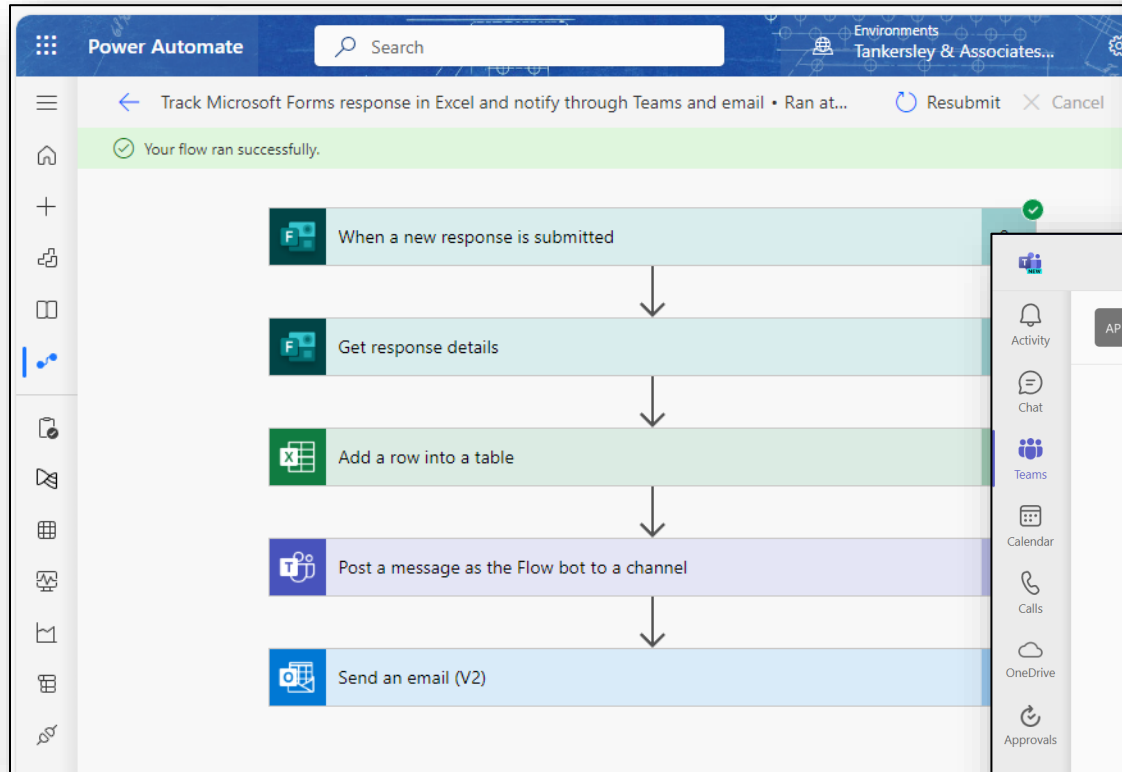 Power Automate
Search
Environments
Tankersley & Associates...
Track Microsoft Forms response in Excel and notify through Teams and email • Ran at...
Resubmit
Cancel
Your flow ran successfully.
When a new response is submitted
Get response details
Add a row into a table
Post a message as the Flow bot to a channel
Send an email (V2)
NEW
Activity
AP
Chat
Teams
Calendar
Calls
OneDrive
Approvals